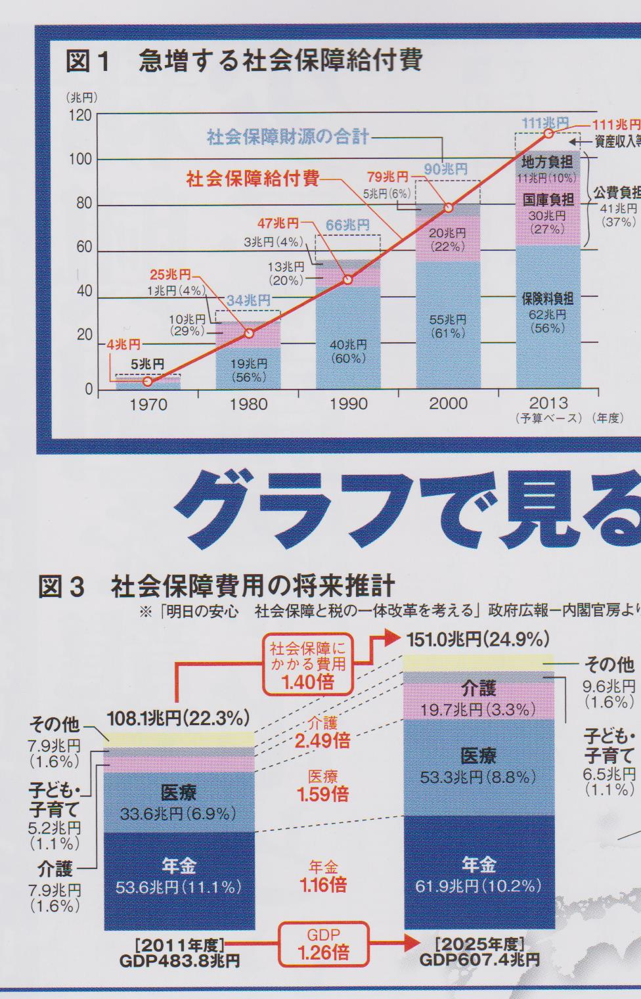 図1 急増する社会保障給付費
（兆円）
120
100
80
60
40
20
0
社会保障財源の合計
社会保障給付費
4兆円
5兆円
25兆円
1兆円（4%）
34兆円
10兆円
（29%）
19兆円
（56%）
47兆円
66兆円
3兆円（4%）
13兆円
（20%）
40兆円
（60%）
79兆円
90兆円
5兆円（6%）
20兆円
（22%）
55兆円
（61%）
111兆円
111兆円
資産収入等
地方負担
11兆円（10%）
国庫負担
30兆円
（27%）
公費負担
41兆円
（37%）
保険料負担
62兆円
（56%）
1970
1980
1990
2000
2013
（予算ベース）（年度）
グラフで見る
図3 社会保障費用の将来推計
※「明日の安心 社会保障と税の一体改革を考える」政府広報ー内閣官房より
社会保障に
かかる費用
1.40倍
108.1兆円（22.3%）
その他
7.9兆円
（1.6%）
子ども・
子育て
5.2兆円
（1.1%）
介護
7.9兆円
（1.6%）
医療
33.6兆円（6.9%）
年金
53.6兆円（11.1%）
[2011年度]
GDP483.8兆円
介護
2.49倍
医療
1.59倍
年金
1.16倍
GDP
1.26倍
151.0兆円（24.9%）
その他
9.6兆円
（1.6%）
子ども・
子育て
6.5兆円
（1.1%）
介護
19.7兆円（3.3%）
医療
53.3兆円（8.8%）
年金
61.9兆円（10.2%）
[2025年度]
GDP607.4兆円